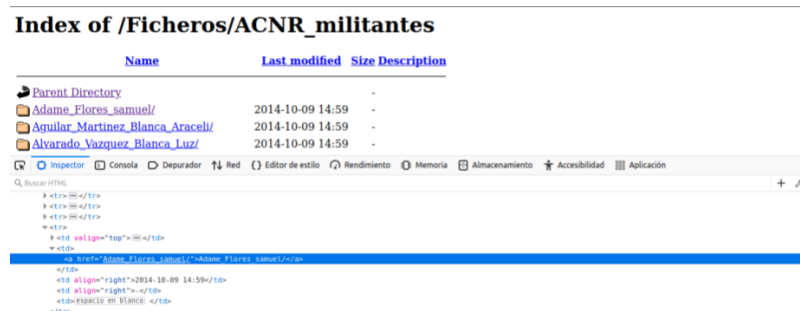 Index of /Ficheros/ACNR_militantes
Name Last modified Size Description
Parent Directory -
Adame_Flores_samuel/ 2014-10-09 14:59 -
Aguilar_Martinez_Blanca_Araceli/ 2014-10-09 14:59 -
Alvarado_Vazquez_Blanca_Luz/ 2014-10-09 14:59 -
Inspector Consola Depurador Red {} Editor de estilo Rendimiento Memoria Almacenamiento Accesibilidad Aplicación
Buscar HTML +
<tr>⋯</tr>
<tr>⋯</tr>
<tr>⋯</tr>
<tr>
<td valign="top">⋯</td>
<td>
<a href="Adame_Flores_samuel/">Adame_Flores_samuel/</a>
</td>
<td align="right">2014-10-09 14:59</td>
<td align="right">-</td>
<td>espacio en blanco </td>